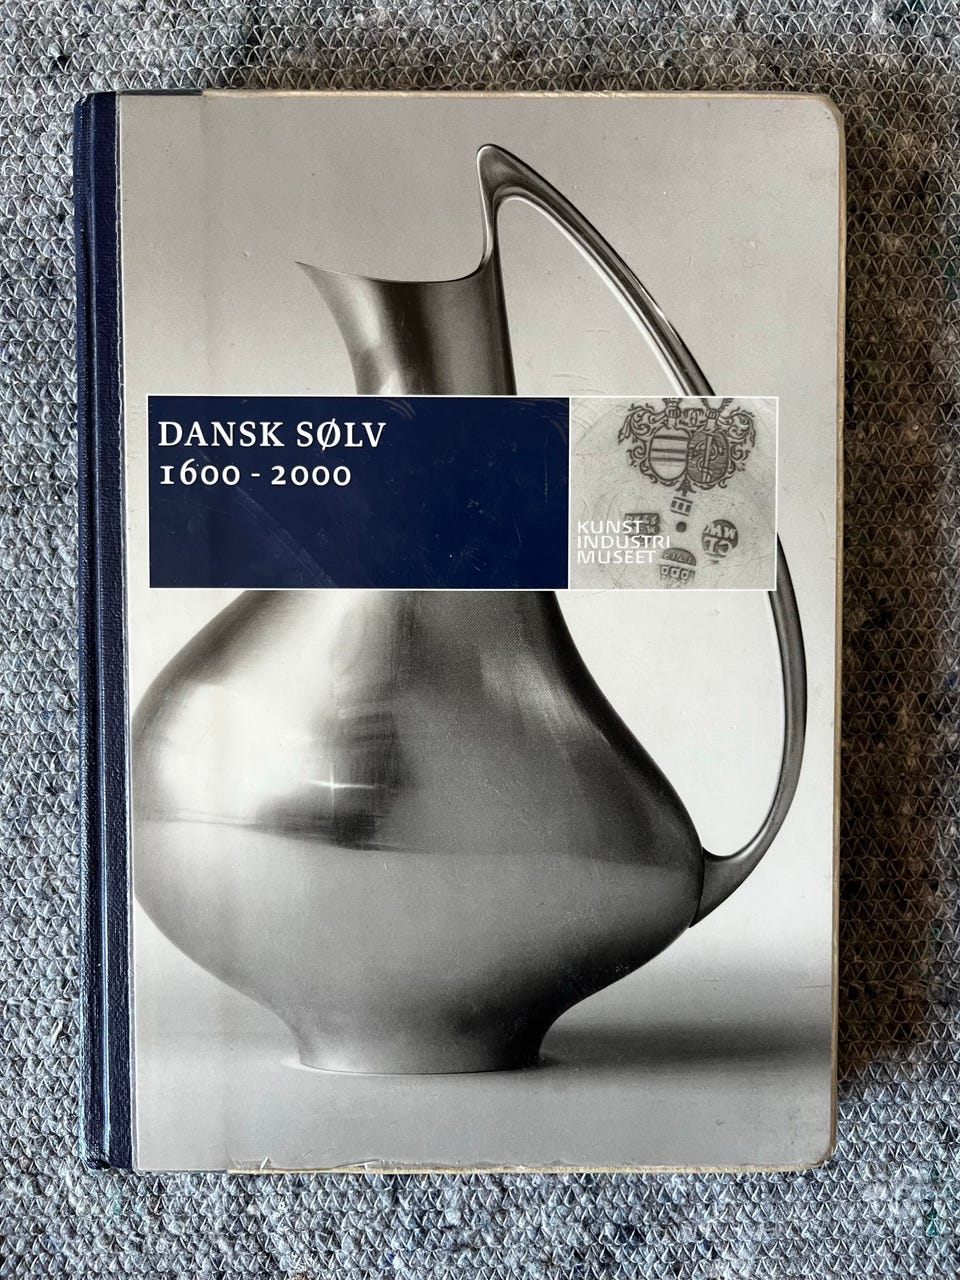 DANSK SØLV
1600 - 2000
KUNST
INDUSTRI
MUSEET